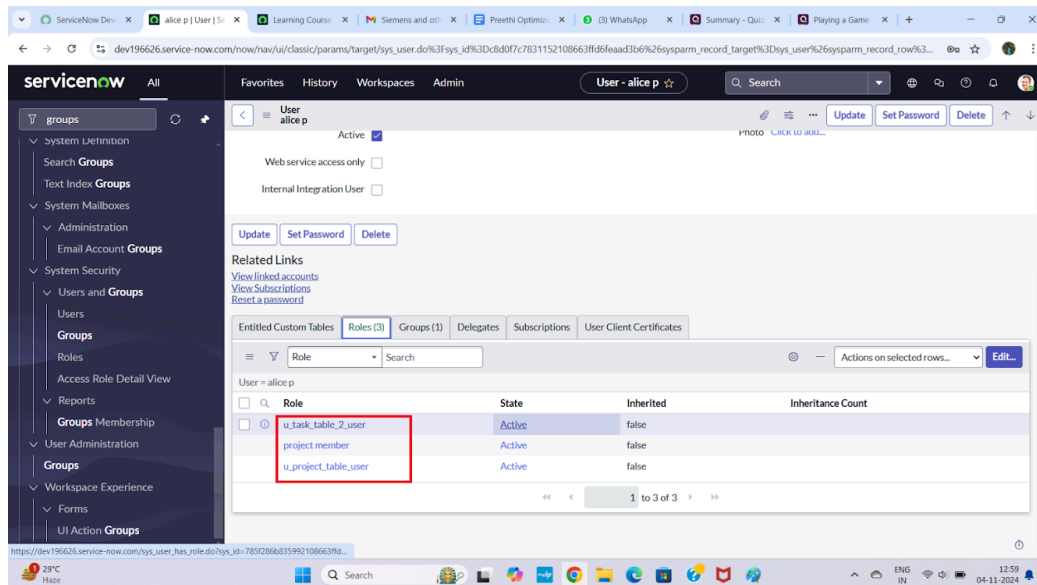 ServiceNow Deve
alice p | User | Se
Learning Course
Siemens and oth
Preethi Optimizin
(3) WhatsApp
Summary - Quiz
Playing a Game
dev196626.service-now.com/now/nav/ui/classic/params/target/sys_user.do%3Fsys_id%3Dc8d0f7c7831152108663ffd6feaad3b6%26sysparm_record_target%3Dsys_user%26sysparm_record_row%3...
servicenow All Favorites History Workspaces Admin User - alice p Search
groups
System Definition
Search Groups
Text Index Groups
System Mailboxes
Administration
Email Account Groups
System Security
Users and Groups
Users
Groups
Roles
Access Role Detail View
Reports
Groups Membership
User Administration
Groups
Workspace Experience
Forms
UI Action Groups
User
alice p
Update Set Password Delete
Active
Photo Click to add...
Web service access only
Internal Integration User
Update Set Password Delete
Related Links
View linked accounts
View Subscriptions
Reset a password
Entitled Custom Tables Roles (3) Groups (1) Delegates Subscriptions User Client Certificates
Role Search Actions on selected rows... Edit...
User = alice p
Role State Inherited Inheritance Count
u_task_table_2_user Active false
project member Active false
u_project_table_user Active false
1 to 3 of 3
https://dev196626.service-now.com/sys_user_has_role.do?sys_id=785f286b835992108663ffd...
29°C
Haze
Search
ENG
IN
12:59
04-11-2024